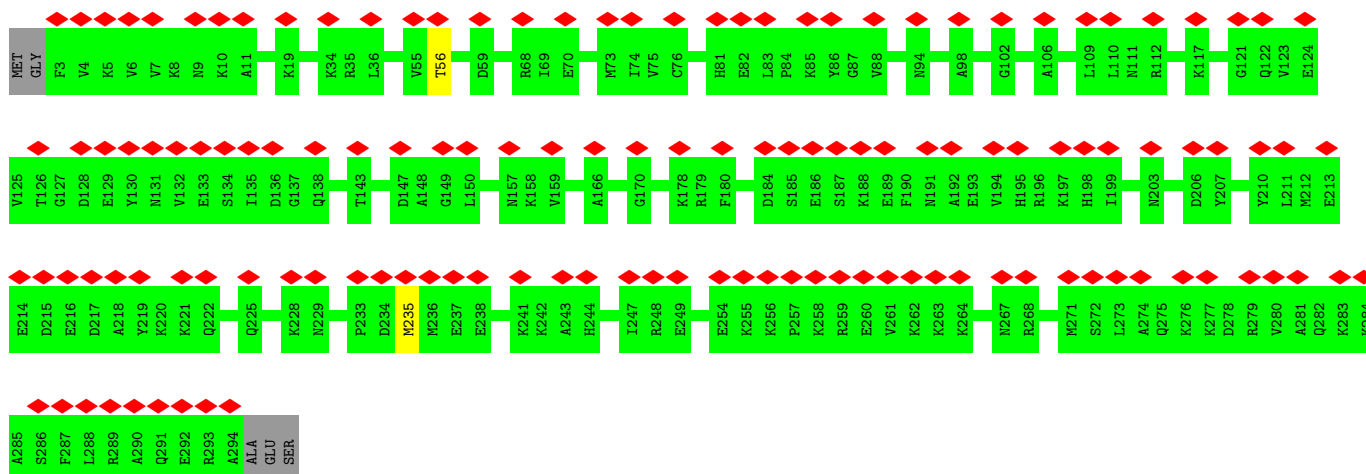 MET GLY F3 V4 K5 V6 V7 K8 N9 K10 A11 K19 K34 R35 L36 V55 T56 D59 R68 I69 E70 M73 I74 V75 C76 H81 E82 L83 P84 K85 Y86 G87 V88 N94 A98 G102 A106 L109 L110 N111 R112 K117 G121 Q122 V123 E124
V125 T126 G127 D128 E129 Y130 N131 V132 E133 S134 I135 D136 G137 Q138 T143 D147 A148 G149 L150 N157 K158 V159 A166 G170 K178 R179 F180 D184 S185 E186 S187 K188 E189 F190 N191 A192 E193 V194 H195 R196 K197 H198 I199 N203 D206 Y207 Y210 L211 M212 E213
E214 D215 E216 D217 A218 Y219 K220 K221 Q222 Q225 K228 N229 P233 D234 M235 M236 E237 E238 K241 K242 A243 H244 I247 R248 E249 E254 K255 K256 P257 K258 R259 E260 V261 K262 K263 K264 N267 R268 M271 S272 L273 A274 Q275 K276 K277 D278 R279 V280 A281 Q282 K283
A285 S286 F287 L288 R289 A290 Q291 E292 R293 A294 ALA GLU SER